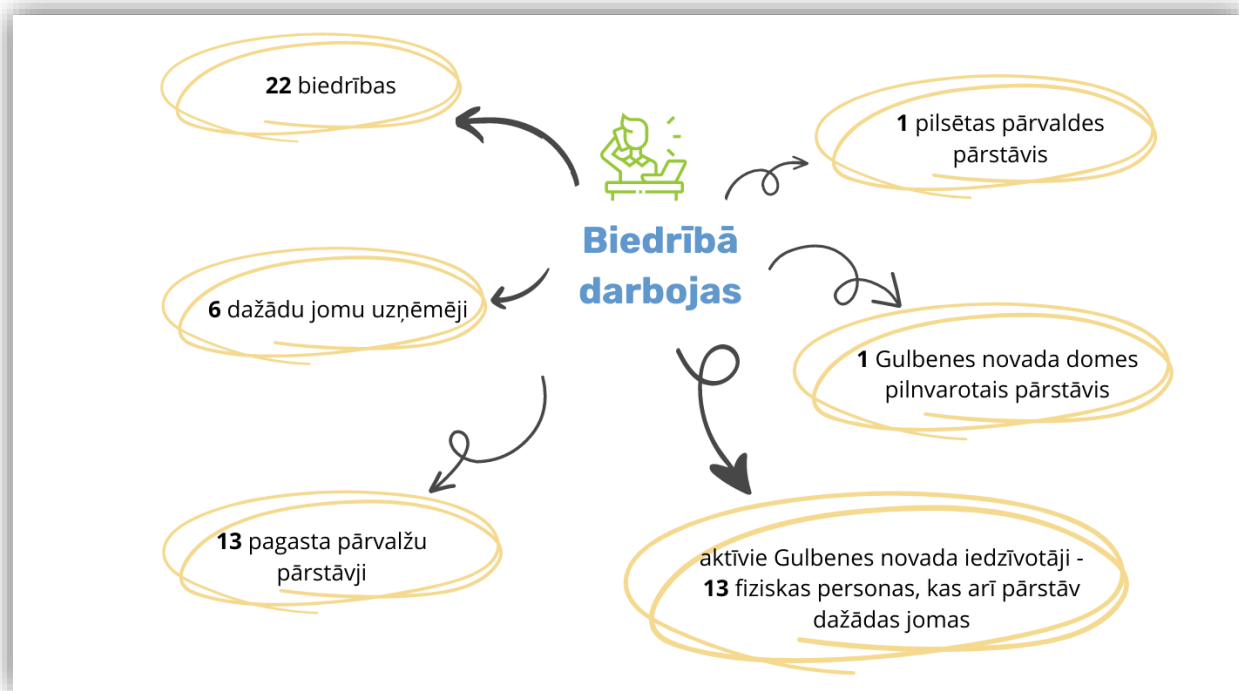 22 biedrības
1 pilsētas pārvaldes
pārstāvis
Biedrībā
darbojas
6 dažādu jomu uzņēmēji
1 Gulbenes novada domes
pilnvarotais pārstāvis
13 pagasta pārvalžu
pārstāvji
aktīvie Gulbenes novada iedzīvotāji -
13 fiziskas personas, kas arī pārstāv
dažādas jomas